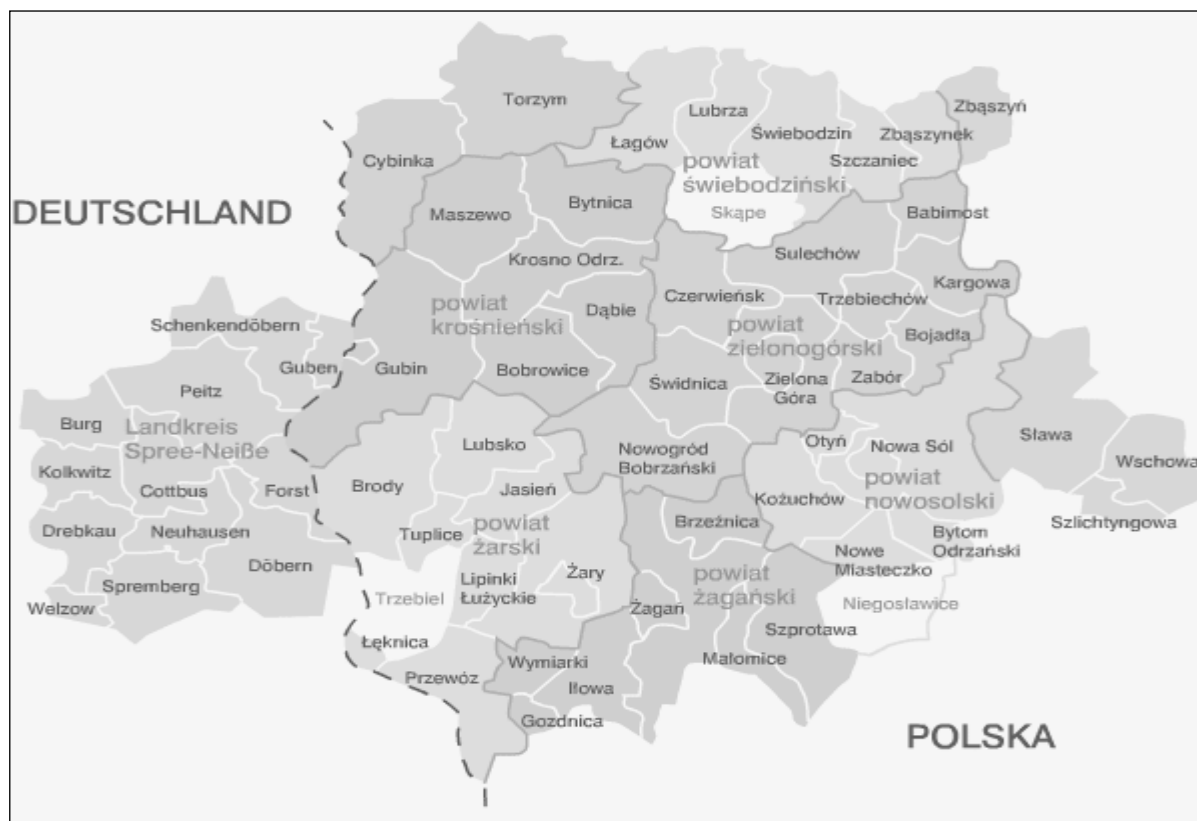 Torzym
Lubrza
Zbąszyń
Łagów
Świebodzin
Zbąszynek
Cybinka
powiat
świebodziński
Szczaniec
DEUTSCHLAND
Maszewo
Bytnica
Skąpe
Babimost
Krosno Odrz.
Sulechów
Kargowa
Czerwieńsk
Trzebiechów
powiat
krośnieński
Dąbie
powiat
zielonogórski
Bojadła
Schenkendöbern
Guben
Gubin
Bobrowice
Świdnica
Zielona
Góra
Zabór
Peitz
Burg
Landkreis
Spree-Neiße
Lubsko
Nowogród
Bobrzański
Otyń
Nowa Sól
Sława
Wschowa
Kolkwitz
Cottbus
Forst
Brody
Jasień
Kożuchów
powiat
nowosolski
Drebkau
Neuhausen
Tuplice
powiat
żarski
Brzeźnica
Szlichtyngowa
Bytom
Odrzański
Döbern
Nowe
Miasteczko
Spremberg
Welzow
Trzebiel
Lipinki
Łużyckie
Żary
powiat
żagański
Żagań
Niegosławice
Szprotawa
Łęknica
Przewóz
Wymiarki
Małomice
Iłowa
Gozdnica
POLSKA